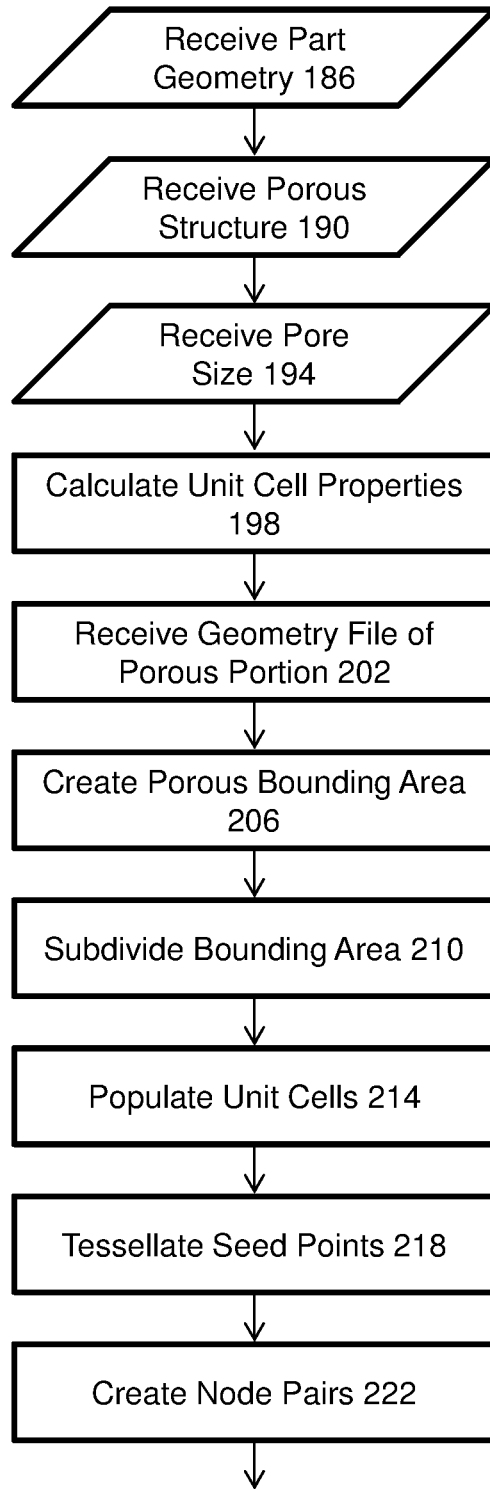 Receive Part
Geometry 186
Receive Porous
Structure 190
Receive Pore
Size 194
Calculate Unit Cell Properties
198
Receive Geometry File of
Porous Portion 202
Create Porous Bounding Area
206
Subdivide Bounding Area 210
Populate Unit Cells 214
Tessellate Seed Points 218
Create Node Pairs 222